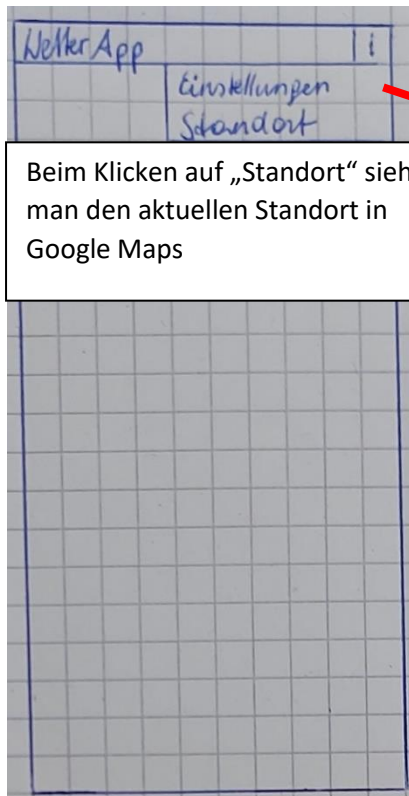 Wetter App
Einstellungen
Standort
Beim Klicken auf „Standort“ sieh
man den aktuellen Standort in
Google Maps